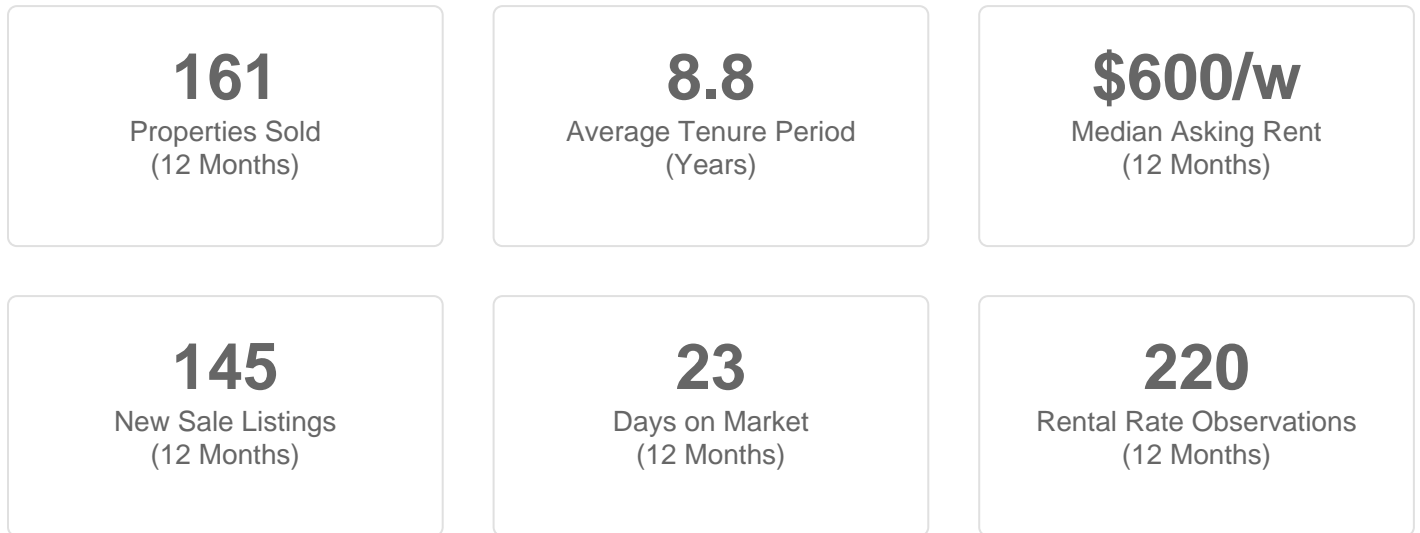 161
Properties Sold
(12 Months)
8.8
Average Tenure Period
(Years)
$600/w
Median Asking Rent
(12 Months)
145
New Sale Listings
(12 Months)
23
Days on Market
(12 Months)
220
Rental Rate Observations
(12 Months)